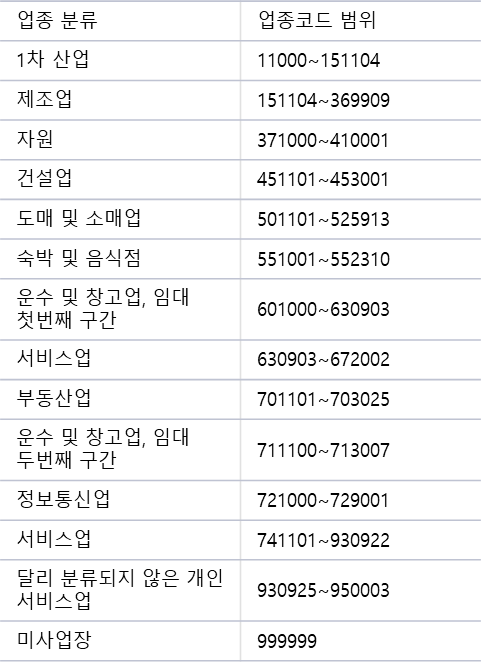 업종 분류 업종코드 범위
1차 산업 11000~151104
제조업 151104~369909
자원 371000~410001
건설업 451101~453001
도매 및 소매업 501101~525913
숙박 및 음식점 551001~552310
운수 및 창고업, 임대
첫번째 구간 601000~630903
서비스업 630903~672002
부동산업 701101~703025
운수 및 창고업, 임대
두번째 구간 711100~713007
정보통신업 721000~729001
서비스업 741101~930922
달리 분류되지 않은 개인
서비스업 930925~950003
미사업장 999999